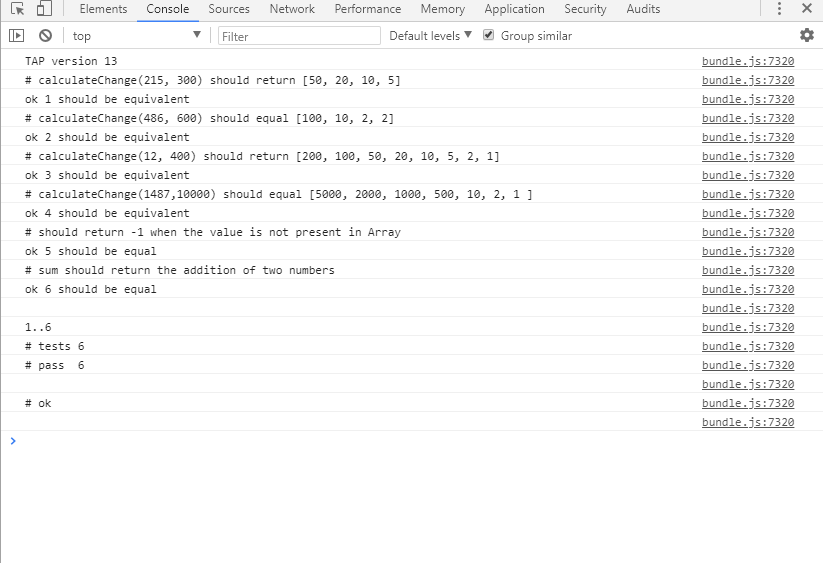 Elements Console Sources Network Performance Memory Application Security Audits
top Filter Default levels Group similar
TAP version 13 bundle.js:7320
# calculateChange(215, 300) should return [50, 20, 10, 5] bundle.js:7320
ok 1 should be equivalent bundle.js:7320
# calculateChange(486, 600) should equal [100, 10, 2, 2] bundle.js:7320
ok 2 should be equivalent bundle.js:7320
# calculateChange(12, 400) should return [200, 100, 50, 20, 10, 5, 2, 1] bundle.js:7320
ok 3 should be equivalent bundle.js:7320
# calculateChange(1487,10000) should equal [5000, 2000, 1000, 500, 10, 2, 1 ] bundle.js:7320
ok 4 should be equivalent bundle.js:7320
# should return -1 when the value is not present in Array bundle.js:7320
ok 5 should be equal bundle.js:7320
# sum should return the addition of two numbers bundle.js:7320
ok 6 should be equal bundle.js:7320
bundle.js:7320
1..6 bundle.js:7320
# tests 6 bundle.js:7320
# pass  6 bundle.js:7320
bundle.js:7320
# ok bundle.js:7320
bundle.js:7320